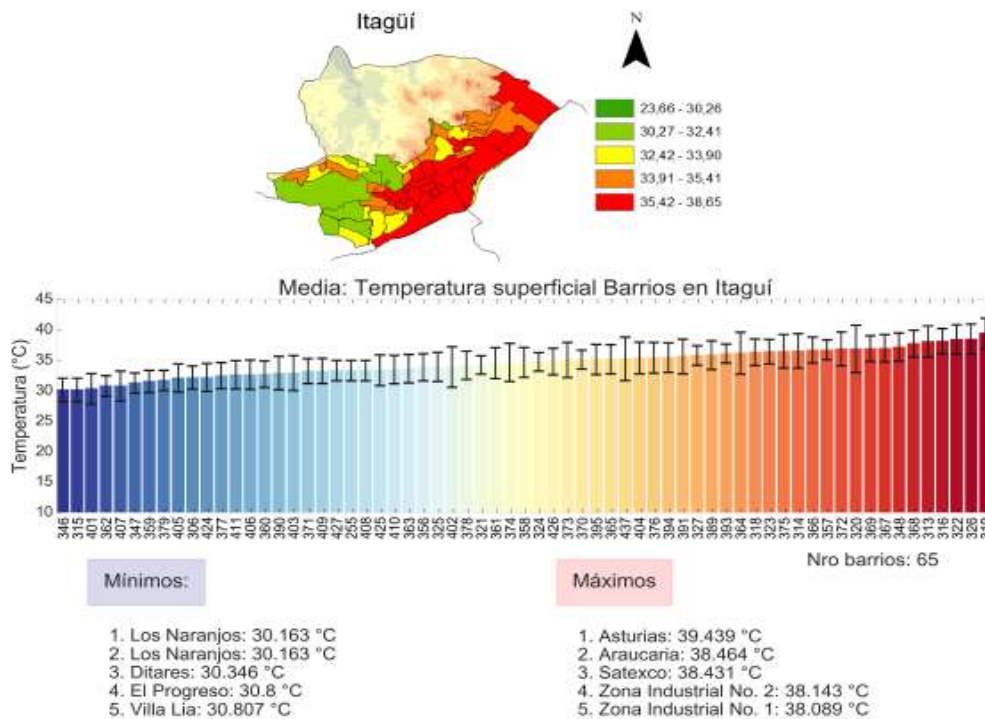 Itagüí
N
23,66 - 30,26
30,27 - 32,41
32,42 - 33,90
33,91 - 35,41
35,42 - 38,65
Media: Temperatura superficial Barrios en Itaguí
Temperatura (°C)
45
40
35
30
25
20
15
10
346 315 401 362 407 347 359 379 405 306 424 377 411 406 360 390 403 371 409 427 255 408 425 410 363 356 325 402 378 321 361 374 358 324 426 373 370 395 365 437 404 376 394 391 327 389 393 364 318 323 375 314 366 357 372 320 369 367 348 368 313 316 322 326
Nro barrios: 65
Mínimos:
1. Los Naranjos: 30.163 °C
2. Los Naranjos: 30.163 °C
3. Ditares: 30.346 °C
4. El Progreso: 30.8 °C
5. Villa Lia: 30.807 °C
Máximos
1. Asturias: 39.439 °C
2. Araucaria: 38.464 °C
3. Satexco: 38.431 °C
4. Zona Industrial No. 2: 38.143 °C
5. Zona Industrial No. 1: 38.089 °C